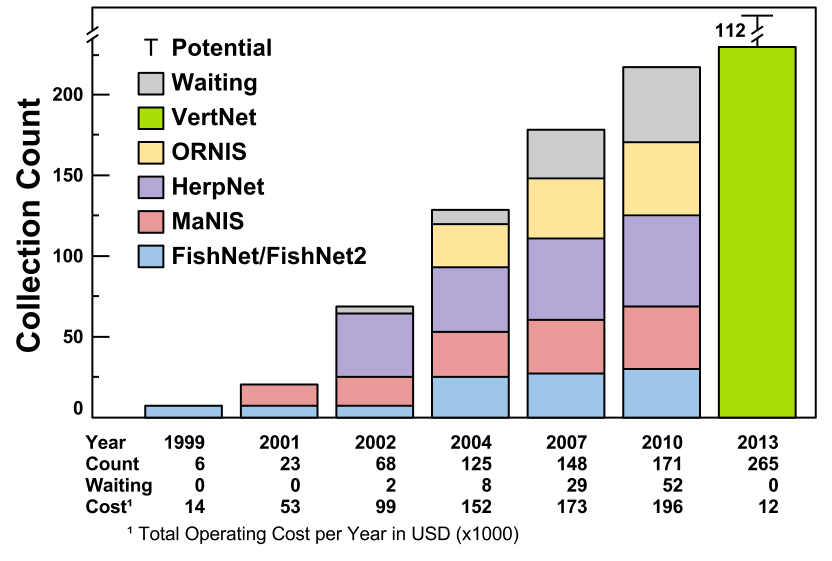 112
T Potential
Waiting
VertNet
ORNIS
HerpNet
MaNIS
FishNet/FishNet2
Collection Count
200
150
100
50
0
Year 1999 2001 2002 2004 2007 2010 2013
Count 6 23 68 125 148 171 265
Waiting 0 0 2 8 29 52 0
Cost¹ 14 53 99 152 173 196 12
¹ Total Operating Cost per Year in USD (x1000)